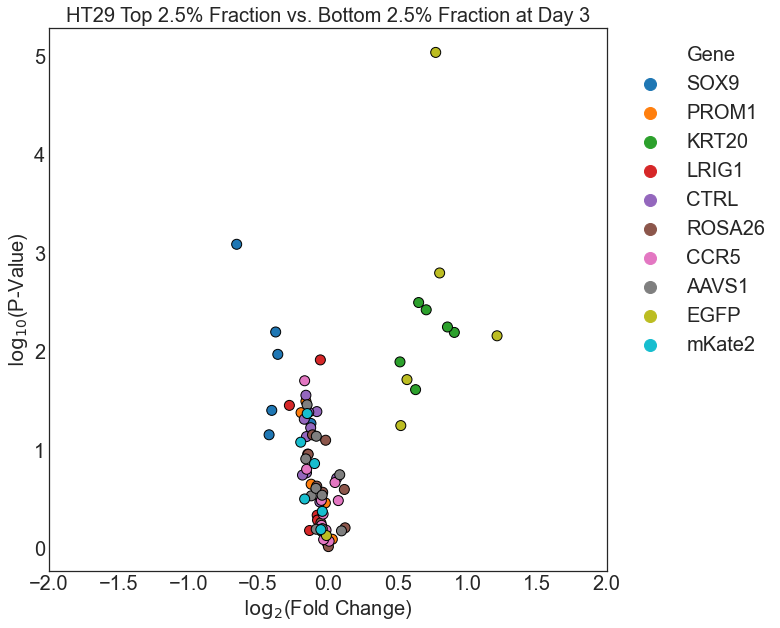 HT29 Top 2.5% Fraction vs. Bottom 2.5% Fraction at Day 3
5
4
3
2
1
0
log₁₀(P-Value)
−2.0 −1.5 −1.0 −0.5 0.0 0.5 1.0 1.5 2.0
log₂(Fold Change)
Gene
SOX9
PROM1
KRT20
LRIG1
CTRL
ROSA26
CCR5
AAVS1
EGFP
mKate2